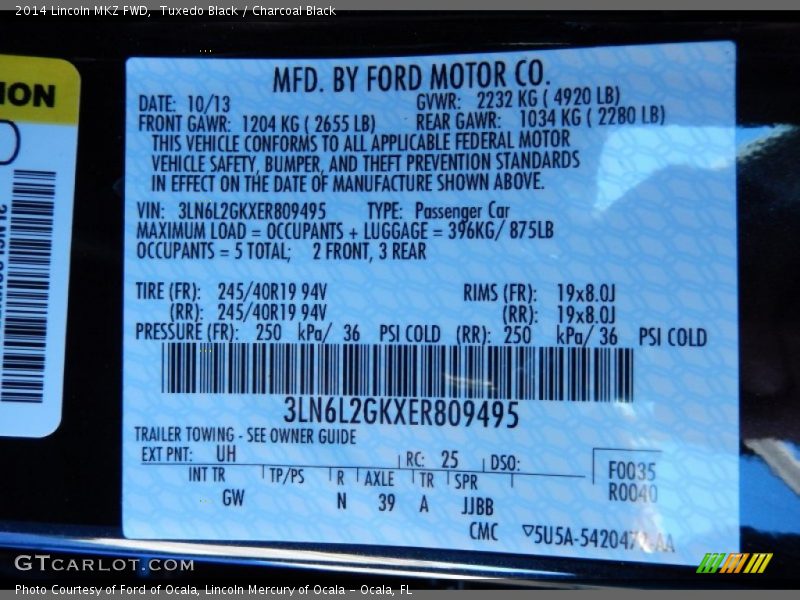 2014 Lincoln MKZ FWD,  Tuxedo Black / Charcoal Black
ION
MFD. BY FORD MOTOR CO.
DATE: 10/13 GVWR: 2232 KG ( 4920 LB)
FRONT GAWR: 1204 KG ( 2655 LB) REAR GAWR: 1034 KG ( 2280 LB)
THIS VEHICLE CONFORMS TO ALL APPLICABLE FEDERAL MOTOR
VEHICLE SAFETY, BUMPER, AND THEFT PREVENTION STANDARDS
IN EFFECT ON THE DATE OF MANUFACTURE SHOWN ABOVE.
VIN: 3LN6L2GKXER809495 TYPE: Passenger Car
MAXIMUM LOAD = OCCUPANTS + LUGGAGE = 396KG/ 875LB
OCCUPANTS = 5 TOTAL; 2 FRONT, 3 REAR
TIRE (FR): 245/40R19 94V RIMS (FR): 19x8.0J
(RR): 245/40R19 94V (RR): 19x8.0J
PRESSURE (FR): 250 kPa/ 36 PSI COLD (RR): 250 kPa/ 36 PSI COLD
3LN6L2GKXER809495
TRAILER TOWING - SEE OWNER GUIDE
EXT PNT: UH RC: 25 DSO: F0035
INT TR TP/PS R AXLE TR SPR R0040
GW N 39 A JJBB
CMC ▽5U5A-5420472-AA
GTCARLOT.COM
Photo Courtesy of Ford of Ocala, Lincoln Mercury of Ocala - Ocala, FL